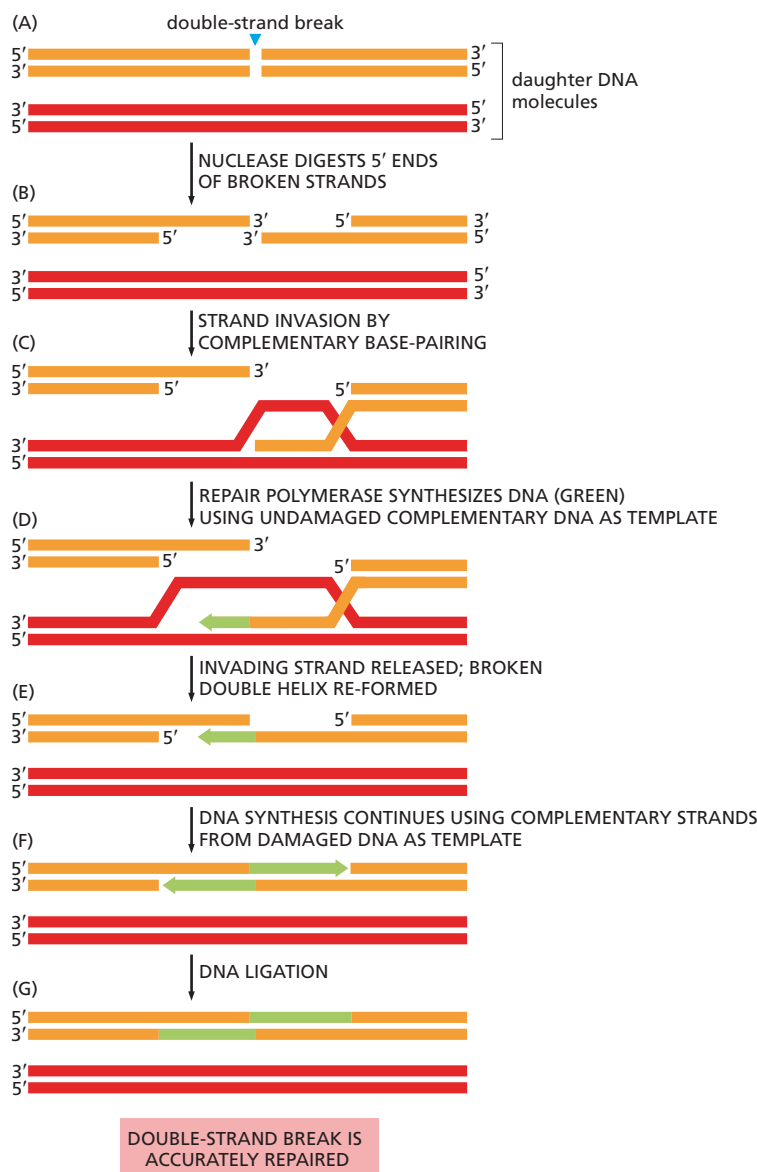 (A)
double-strand break
5′ 3′
3′ 5′
daughter DNA
molecules
3′ 5′
5′ 3′
NUCLEASE DIGESTS 5′ ENDS
OF BROKEN STRANDS
(B)
5′ 3′ 5′ 3′
3′ 5′ 3′ 5′
3′ 5′
5′ 3′
STRAND INVASION BY
COMPLEMENTARY BASE-PAIRING
(C)
5′ 3′
3′ 5′ 5′
3′
5′
REPAIR POLYMERASE SYNTHESIZES DNA (GREEN)
USING UNDAMAGED COMPLEMENTARY DNA AS TEMPLATE
(D)
5′ 3′
3′ 5′ 5′
3′
5′
INVADING STRAND RELEASED; BROKEN
DOUBLE HELIX RE-FORMED
(E)
5′ 5′
3′ 5′
3′
5′
DNA SYNTHESIS CONTINUES USING COMPLEMENTARY STRANDS
FROM DAMAGED DNA AS TEMPLATE
(F)
5′
3′
3′
5′
DNA LIGATION
(G)
5′
3′
3′
5′
DOUBLE-STRAND BREAK IS
ACCURATELY REPAIRED